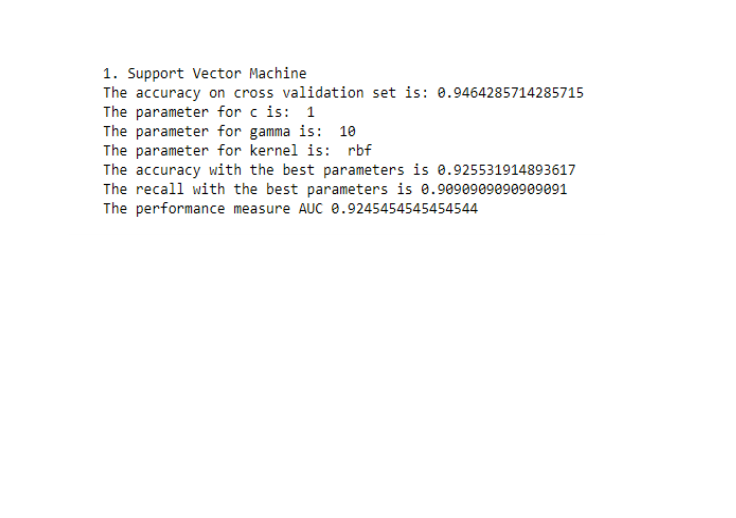 1. Support Vector Machine
The accuracy on cross validation set is: 0.9464285714285715
The parameter for c is:  1
The parameter for gamma is:  10
The parameter for kernel is:  rbf
The accuracy with the best parameters is 0.925531914893617
The recall with the best parameters is 0.9090909090909091
The performance measure AUC 0.9245454545454544